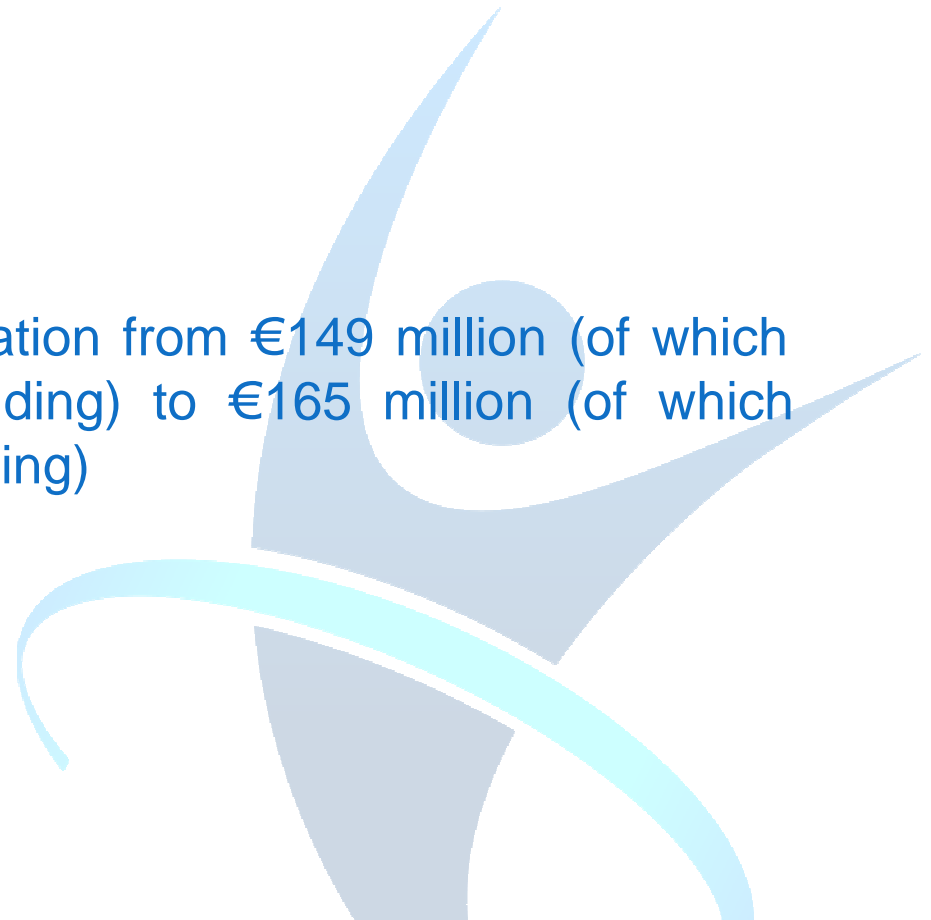 ation from €149 million (of which
ding) to €165 million (of which
ing)